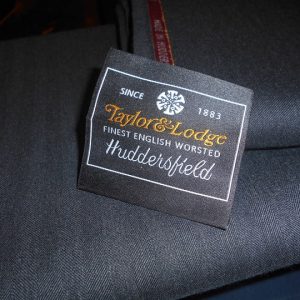 SINCE 1883
Taylor & Lodge
FINEST ENGLISH WORSTED
Huddersfield